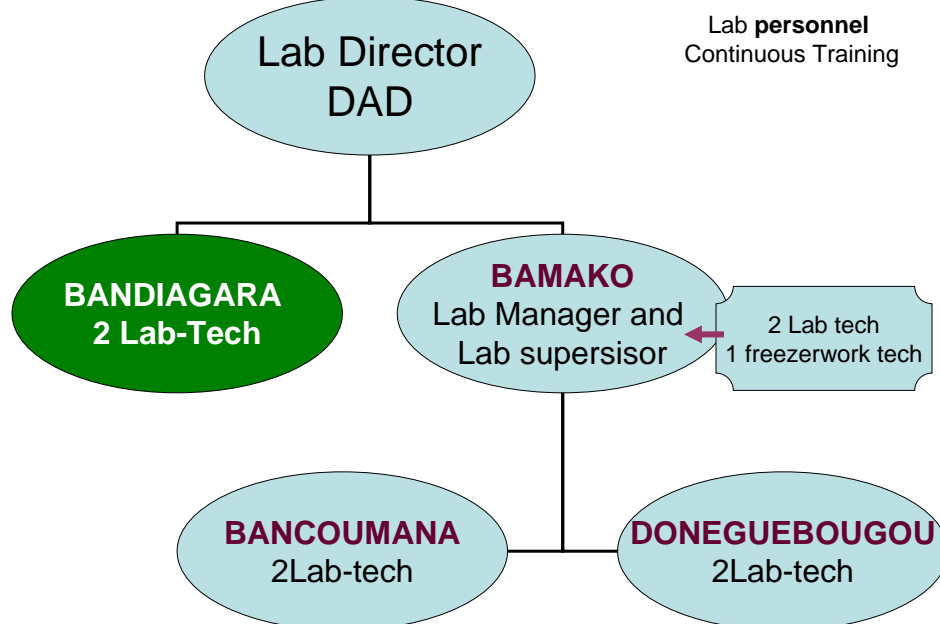 Lab personnel
Continuous Training
Lab Director
DAD
BANDIAGARA
2 Lab-Tech
BAMAKO
Lab Manager and
Lab supersisor
2 Lab tech
1 freezerwork tech
BANCOUMANA
2Lab-tech
DONEGUEBOUGOU
2Lab-tech